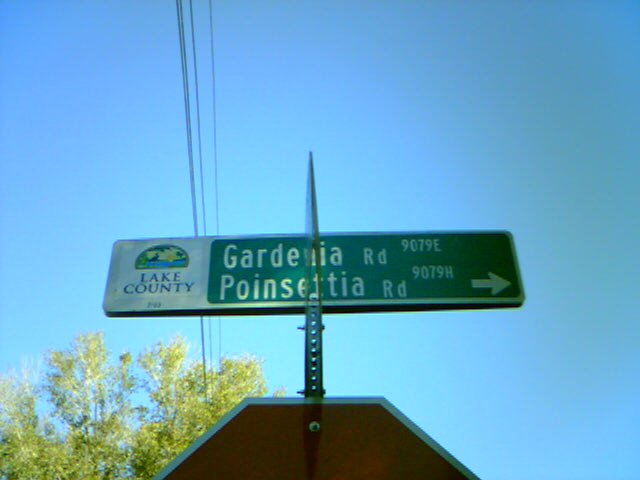 LAKE
COUNTY
Gardenia Rd 9079E
Poinsettia Rd 9079H